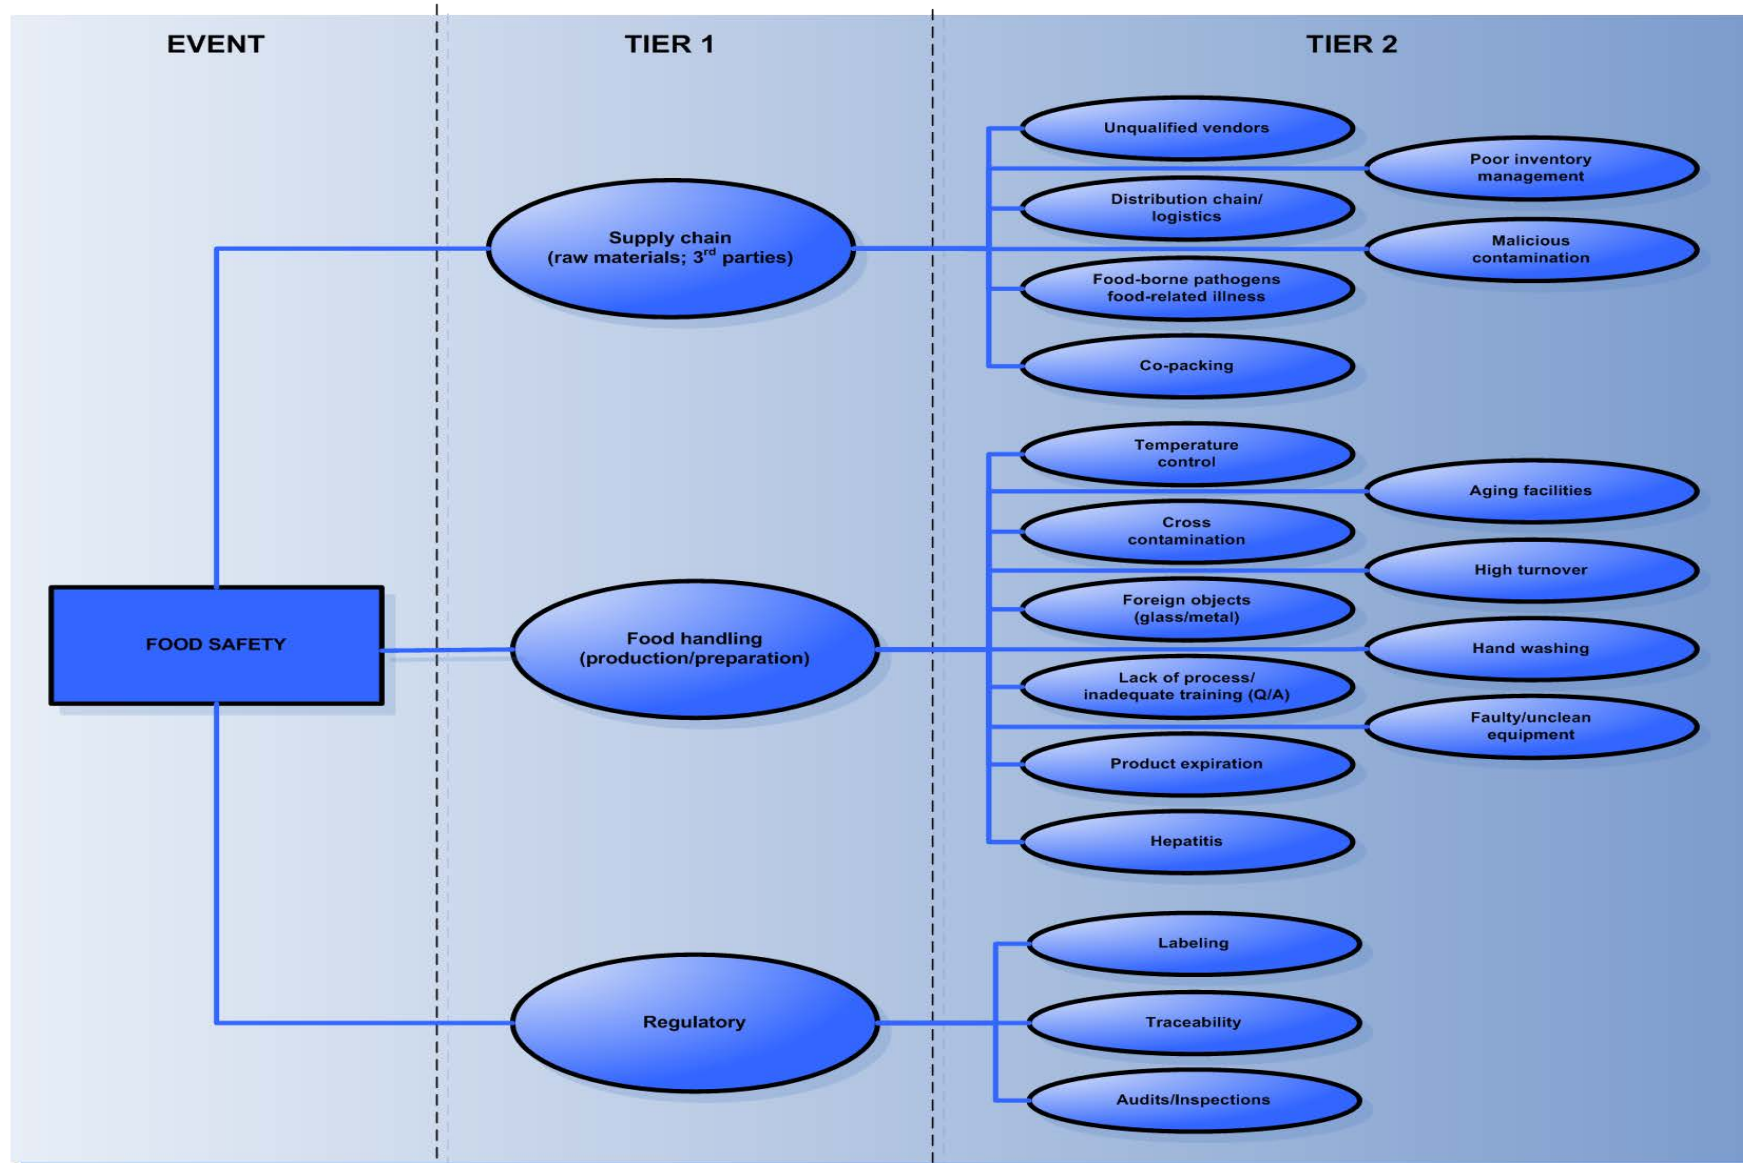 EVENT
TIER 1
TIER 2
Unqualified vendors
Poor inventory
management
Distribution chain/
logistics
Supply chain
(raw materials; 3rd parties)
Malicious
contamination
Food-borne pathogens
food-related illness
Co-packing
Temperature
control
Aging facilities
Cross
contamination
High turnover
Foreign objects
(glass/metal)
FOOD SAFETY
Food handling
(production/preparation)
Hand washing
Lack of process/
inadequate training (Q/A)
Faulty/unclean
equipment
Product expiration
Hepatitis
Labeling
Regulatory
Traceability
Audits/Inspections